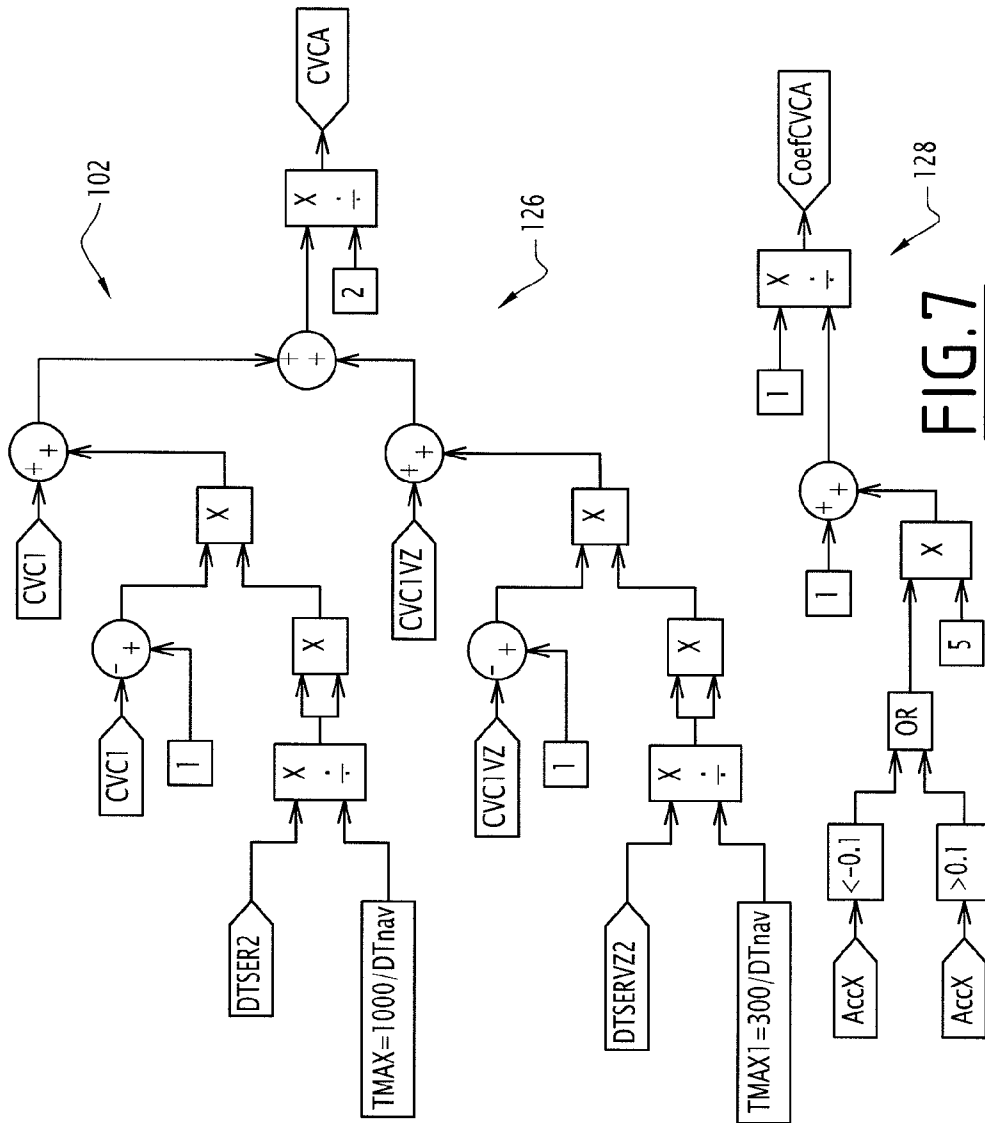 102
CVC1
+
+
CVC1
-
+
1
X
DTSER2
X
÷
X
TMAX=1000/DTnav
+
+
X
÷
CVCA
2
126
CVC1VZ
+
+
CVC1VZ
-
+
1
X
DTSERVZ2
X
÷
X
TMAX1=300/DTnav
128
AccX
<-0.1
OR
AccX
>0.1
X
5
1
+
+
1
X
÷
CoefCVCA
FIG.7